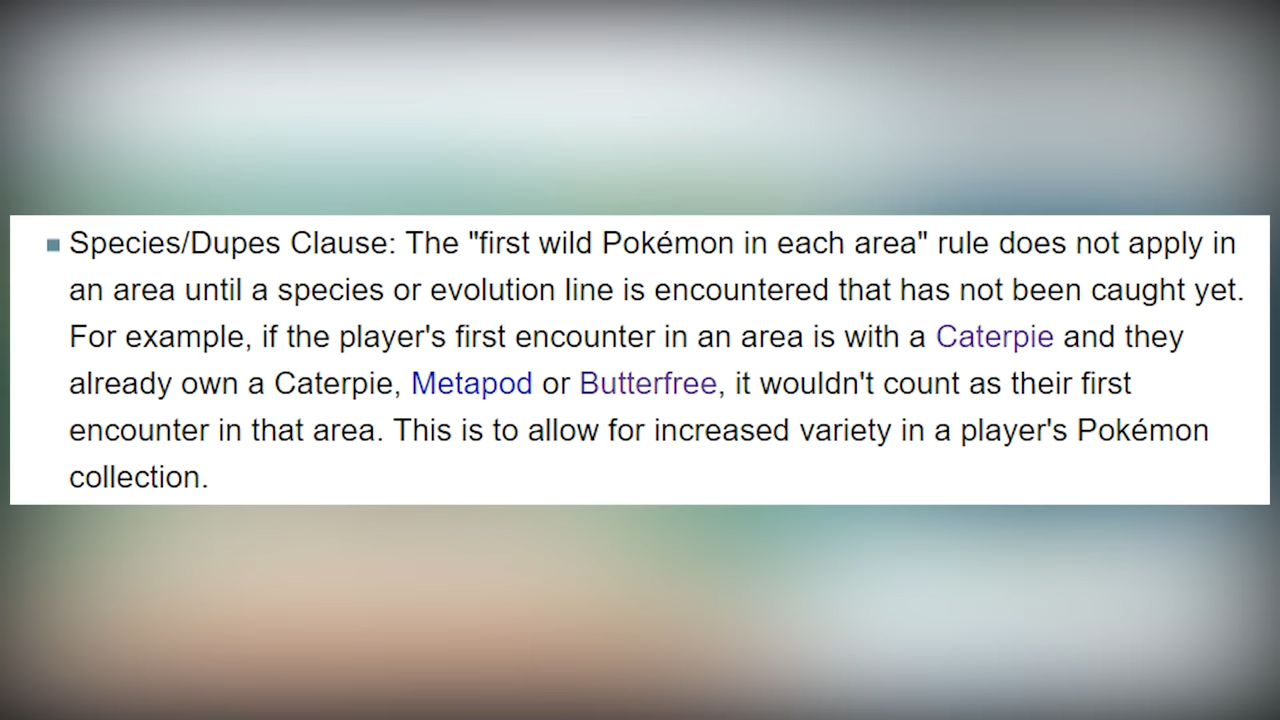 Species/Dupes Clause: The "first wild Pokémon in each area" rule does not apply in
an area until a species or evolution line is encountered that has not been caught yet.
For example, if the player's first encounter in an area is with a Caterpie and they
already own a Caterpie, Metapod or Butterfree, it wouldn't count as their first
encounter in that area. This is to allow for increased variety in a player's Pokémon
collection.